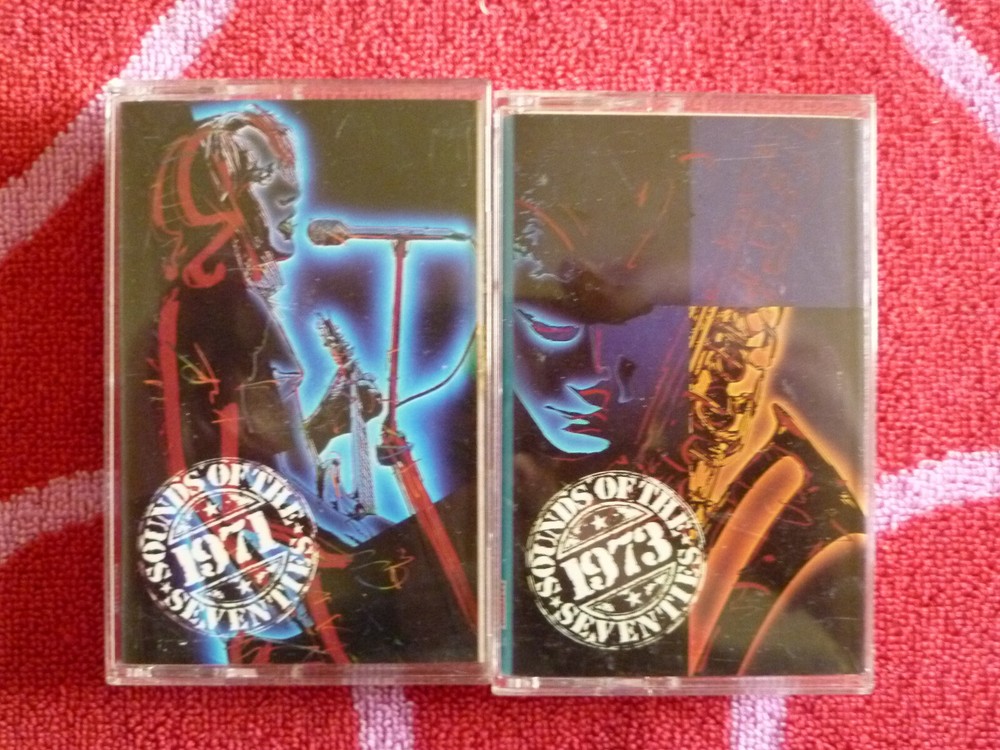 SOUNDS OF THE
1971
SEVENTIES
SOUNDS OF THE
1973
SEVENTIES